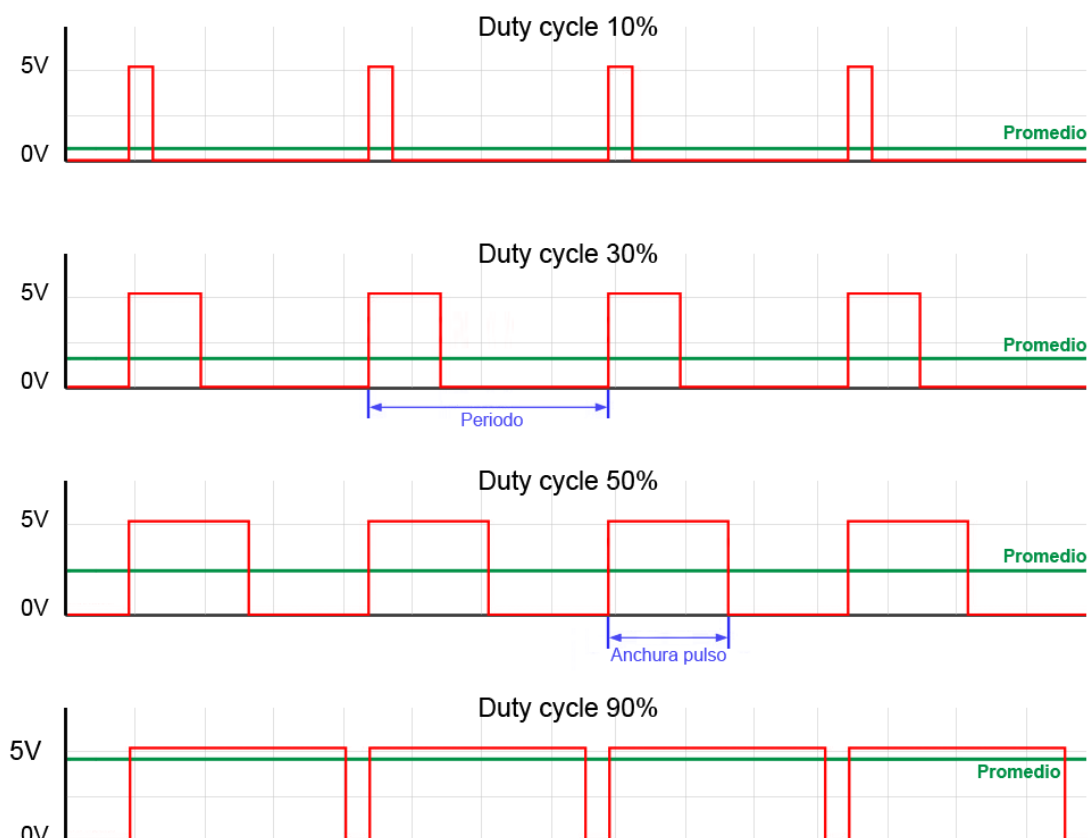 Duty cycle 10%
5V
Promedio
0V
Duty cycle 30%
5V
Promedio
0V
Periodo
Duty cycle 50%
5V
Promedio
0V
Anchura pulso
Duty cycle 90%
5V
Promedio
0V